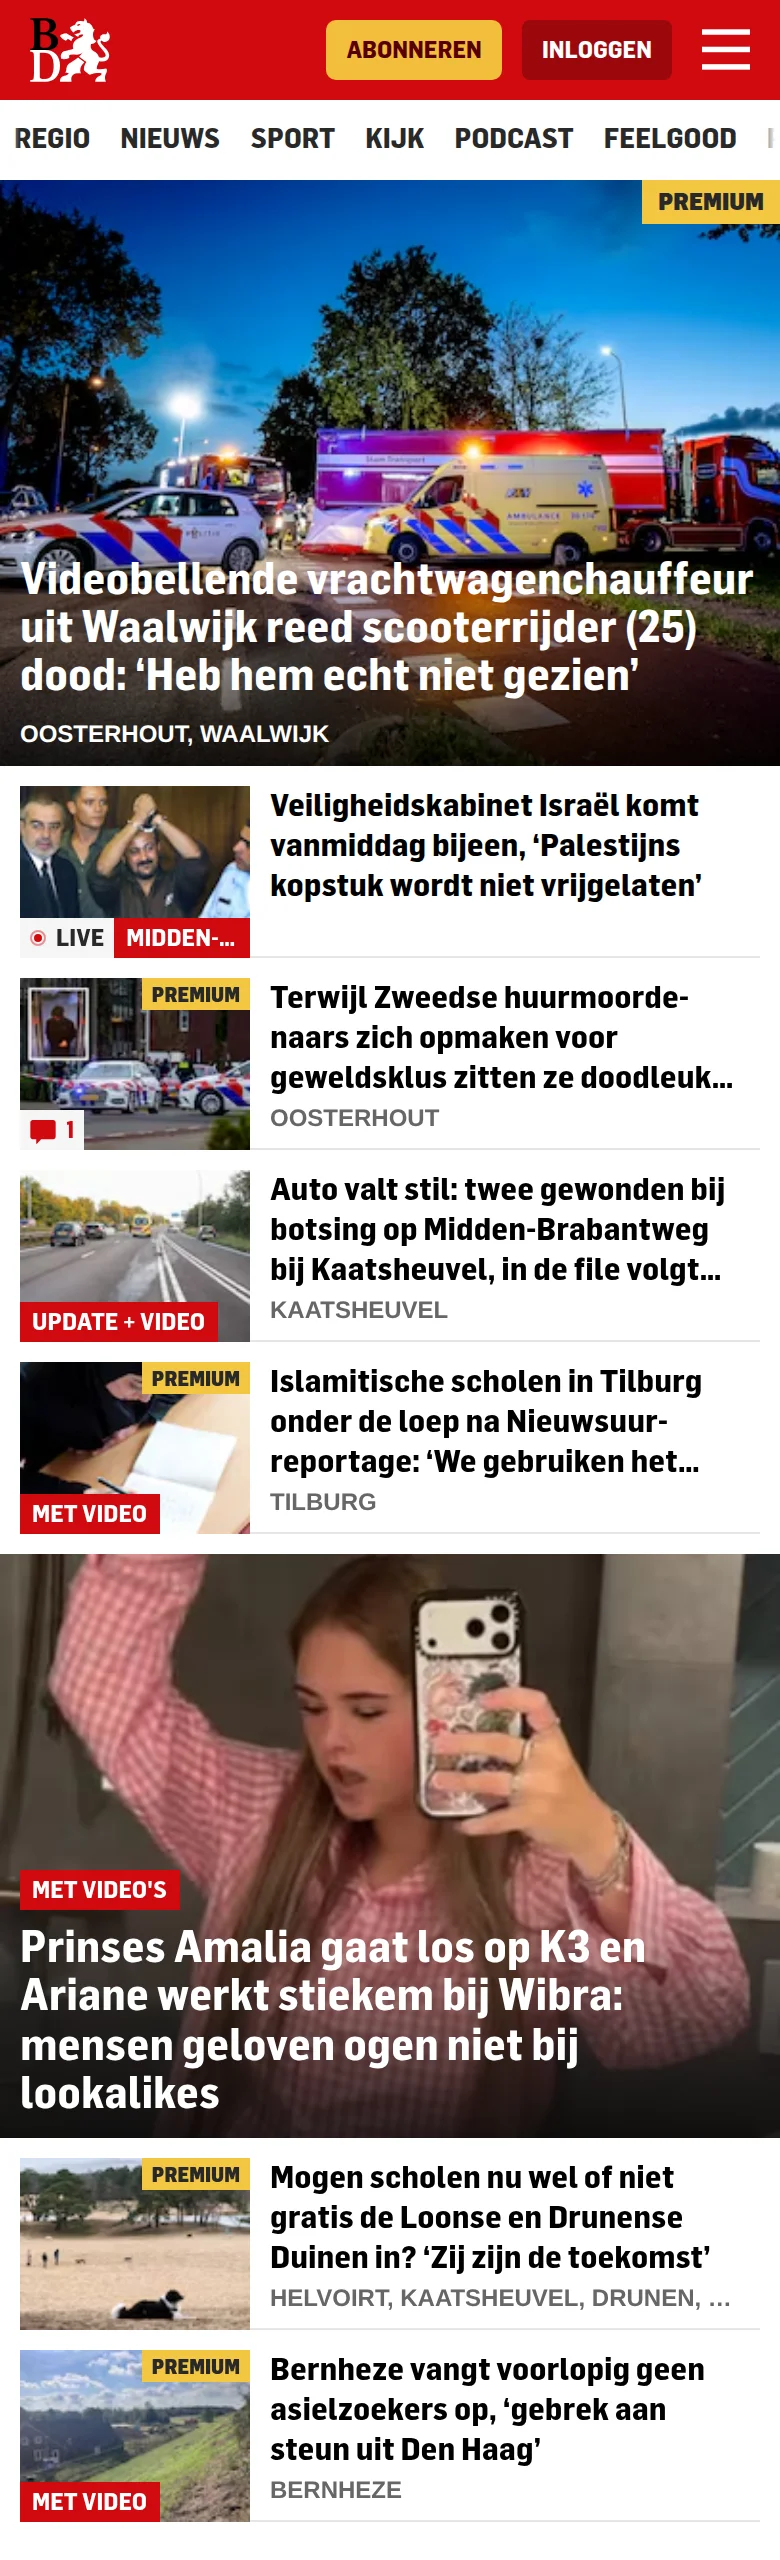 BD
ABONNEREN
INLOGGEN
REGIO NIEUWS SPORT KIJK PODCAST FEELGOOD
PREMIUM
AMBULANCE
Videobellende vrachtwagenchauffeur
uit Waalwijk reed scooterrijder (25)
dood: ‘Heb hem echt niet gezien’
OOSTERHOUT, WAALWIJK
LIVE
MIDDEN-...
Veiligheidskabinet Israël komt
vanmiddag bijeen, ‘Palestijns
kopstuk wordt niet vrijgelaten’
PREMIUM
1
Terwijl Zweedse huurmoorde-
naars zich opmaken voor
geweldsklus zitten ze doodleuk...
OOSTERHOUT
UPDATE + VIDEO
Auto valt stil: twee gewonden bij
botsing op Midden-Brabantweg
bij Kaatsheuvel, in de file volgt...
KAATSHEUVEL
PREMIUM
MET VIDEO
Islamitische scholen in Tilburg
onder de loep na Nieuwsuur-
reportage: ‘We gebruiken het...
TILBURG
MET VIDEO'S
Prinses Amalia gaat los op K3 en
Ariane werkt stiekem bij Wibra:
mensen geloven ogen niet bij
lookalikes
PREMIUM
Mogen scholen nu wel of niet
gratis de Loonse en Drunense
Duinen in? ‘Zij zijn de toekomst’
HELVOIRT, KAATSHEUVEL, DRUNEN, ...
PREMIUM
MET VIDEO
Bernheze vangt voorlopig geen
asielzoekers op, ‘gebrek aan
steun uit Den Haag’
BERNHEZE